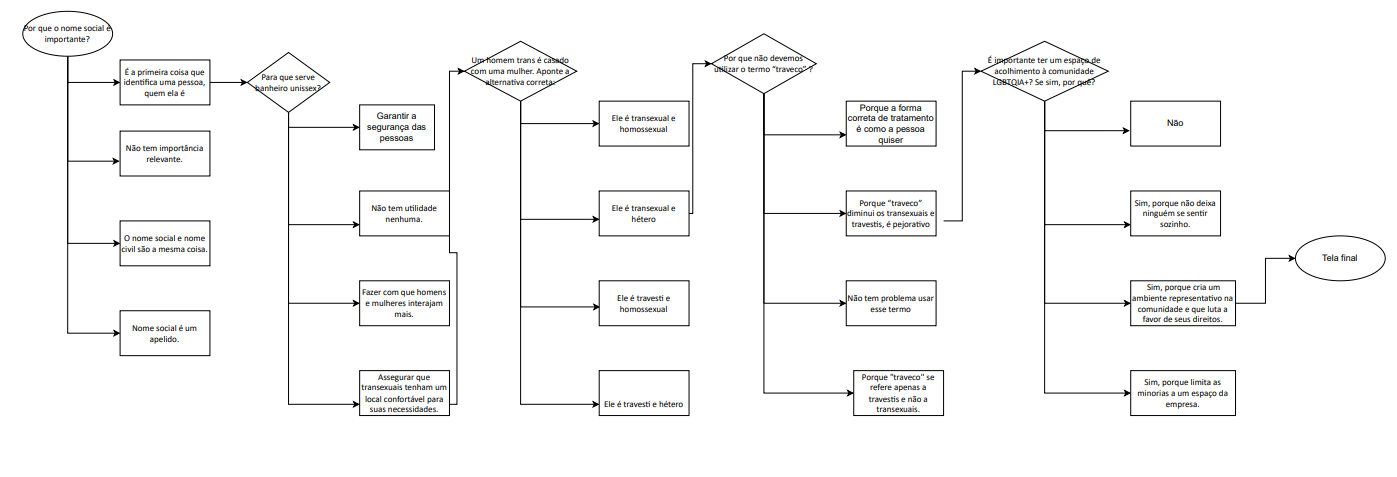 Por que o nome social é
importante?
É a primeira coisa que
identifica uma pessoa,
quem ela é
Não tem importância
relevante.
O nome social e nome
civil são a mesma coisa.
Nome social é um
apelido.
Para que serve
banheiro unissex?
Garantir a
segurança das
pessoas
Não tem utilidade
nenhuma.
Fazer com que homens
e mulheres interajam
mais.
Assegurar que
transexuais tenham um
local confortável para
suas necessidades.
Um homem trans é casado
com uma mulher. Aponte a
alternativa correta:
Ele é transexual e
homossexual
Ele é transexual e
hétero
Ele é travesti e
homossexual
Ele é travesti e hétero
Por que não devemos
utilizar o termo “traveco” ?
Porque a forma
correta de tratamento
é como a pessoa
quiser
Porque “traveco”
diminui os transexuais e
travestis, é pejorativo
Não tem problema usar
esse termo
Porque "traveco" se
refere apenas a
travestis e não a
transexuais.
É importante ter um espaço de
acolhimento à comunidade
LGBTQIA+? Se sim, por quê?
Não
Sim, porque não deixa
ninguém se sentir
sozinho.
Sim, porque cria um
ambiente representativo na
comunidade e que luta a
favor de seus direitos.
Sim, porque limita as
minorias a um espaço da
empresa.
Tela final